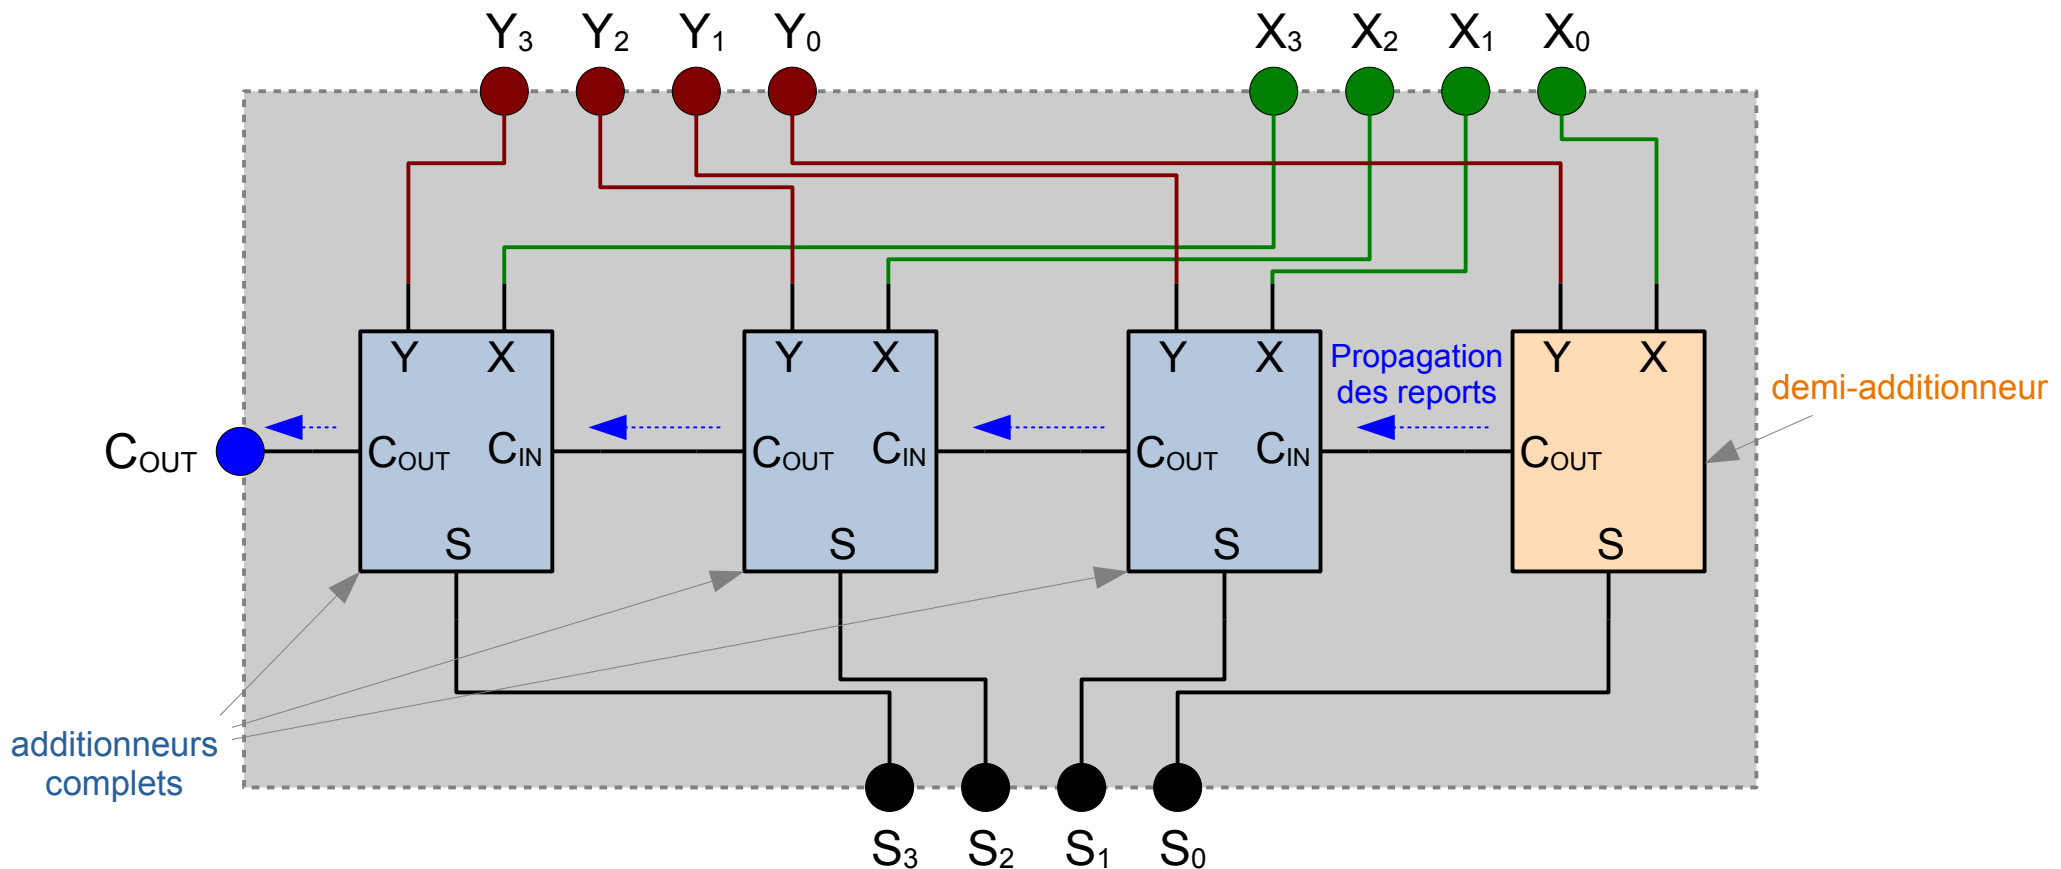 Y3 Y2 Y1 Y0 X3 X2 X1 X0
Y X Y X Y X Y X
Propagation
des reports
demi-additionneur
COUT COUT CIN COUT CIN COUT CIN COUT
S S S S
additionneurs
complets
S3 S2 S1 S0